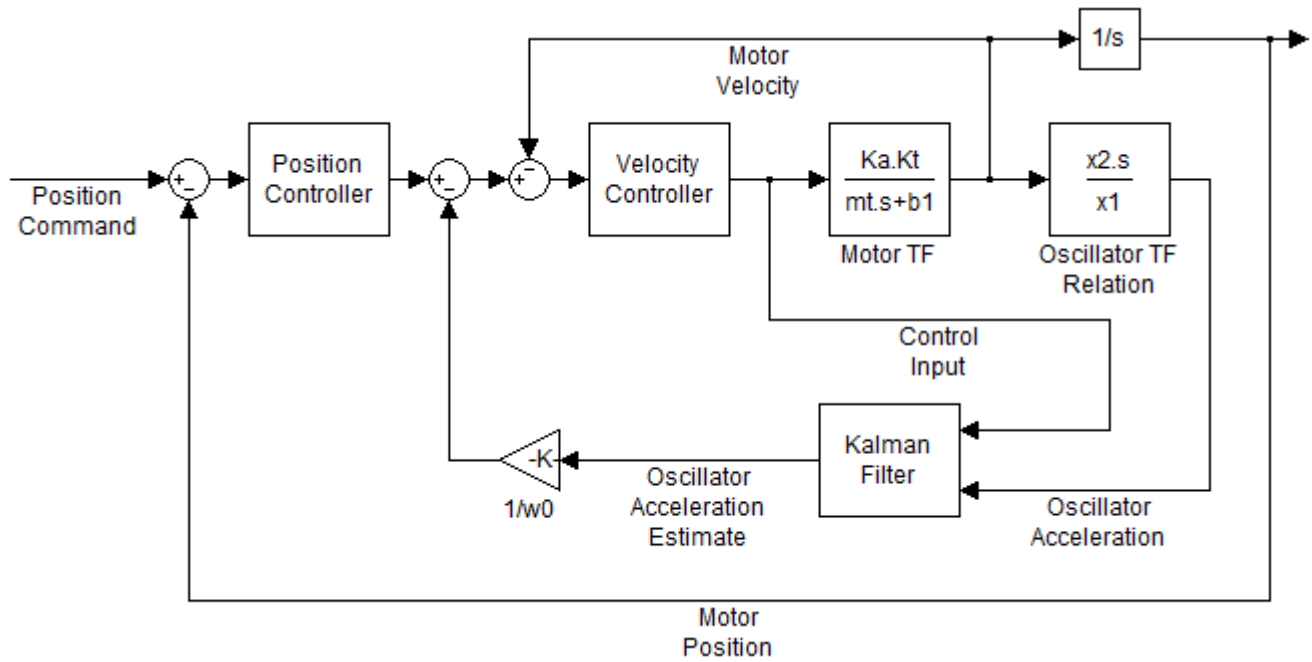 1/s
Motor
Velocity
Position
Controller
Velocity
Controller
Ka.Kt
mt.s+b1
x2.s
x1
Position
Command
Motor TF
Oscillator TF
Relation
Control
Input
Kalman
Filter
-K-
1/w0
Oscillator
Acceleration
Estimate
Oscillator
Acceleration
Motor
Position